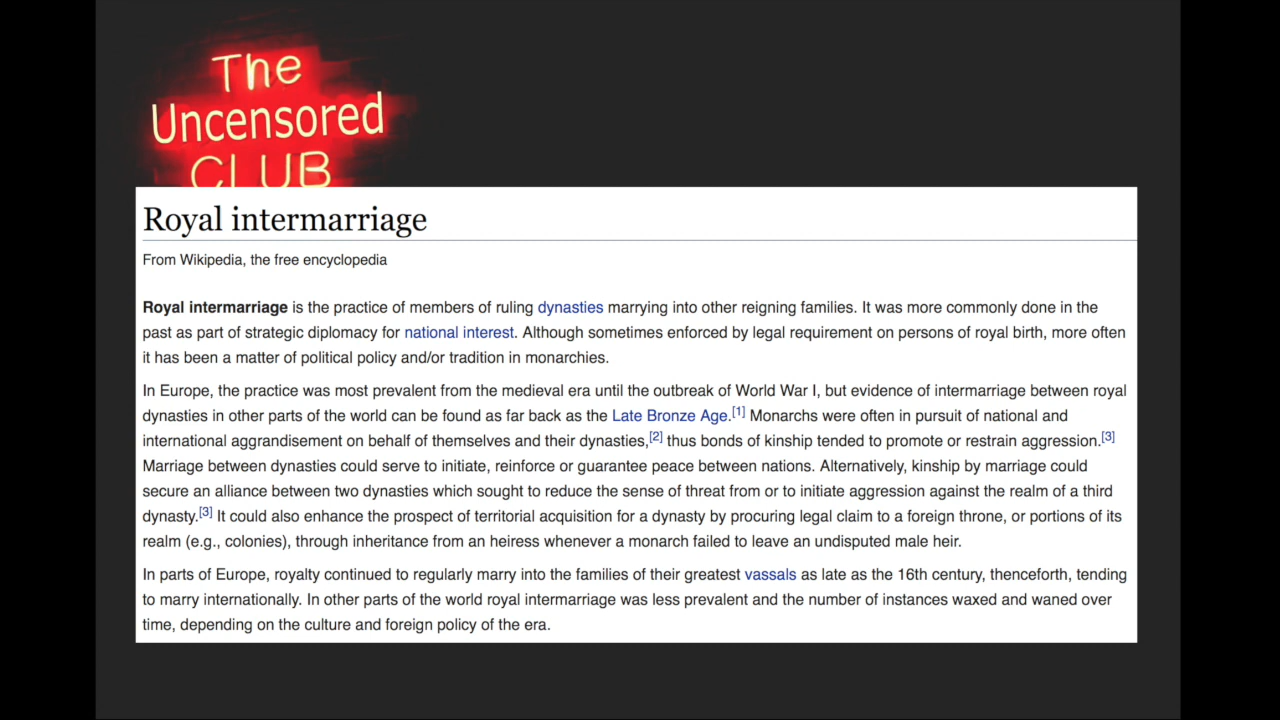 The
Uncensored
CLUB
Royal intermarriage
From Wikipedia, the free encyclopedia
Royal intermarriage is the practice of members of ruling dynasties marrying into other reigning families. It was more commonly done in the
past as part of strategic diplomacy for national interest. Although sometimes enforced by legal requirement on persons of royal birth, more often
it has been a matter of political policy and/or tradition in monarchies.
In Europe, the practice was most prevalent from the medieval era until the outbreak of World War I, but evidence of intermarriage between royal
dynasties in other parts of the world can be found as far back as the Late Bronze Age.[1] Monarchs were often in pursuit of national and
international aggrandisement on behalf of themselves and their dynasties,[2] thus bonds of kinship tended to promote or restrain aggression.[3]
Marriage between dynasties could serve to initiate, reinforce or guarantee peace between nations. Alternatively, kinship by marriage could
secure an alliance between two dynasties which sought to reduce the sense of threat from or to initiate aggression against the realm of a third
dynasty.[3] It could also enhance the prospect of territorial acquisition for a dynasty by procuring legal claim to a foreign throne, or portions of its
realm (e.g., colonies), through inheritance from an heiress whenever a monarch failed to leave an undisputed male heir.
In parts of Europe, royalty continued to regularly marry into the families of their greatest vassals as late as the 16th century, thenceforth, tending
to marry internationally. In other parts of the world royal intermarriage was less prevalent and the number of instances waxed and waned over
time, depending on the culture and foreign policy of the era.